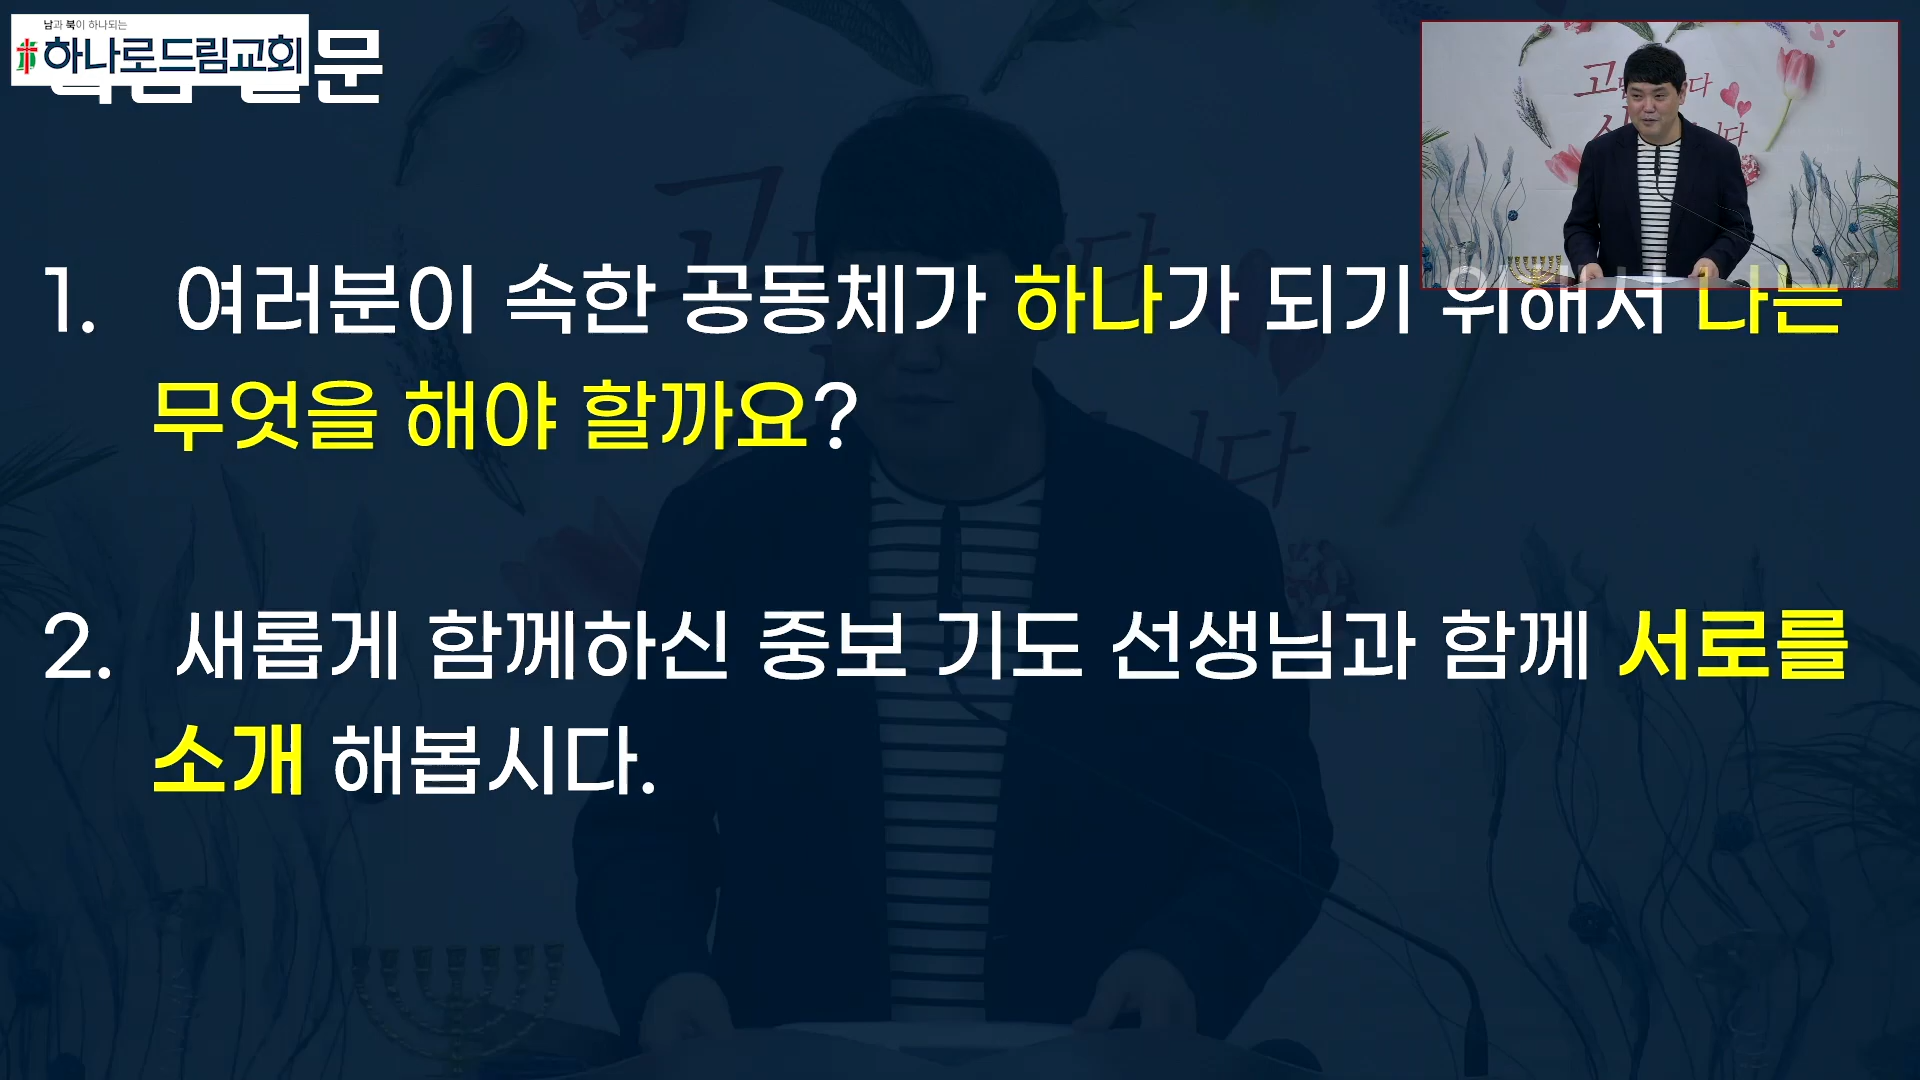 남과 북이 하나되는
하나로드림교회
문
1. 여러분이 속한 공동체가 하나가 되기 위해서 나는
무엇을 해야 할까요?
2. 새롭게 함께하신 중보 기도 선생님과 함께 서로를
소개 해봅시다.